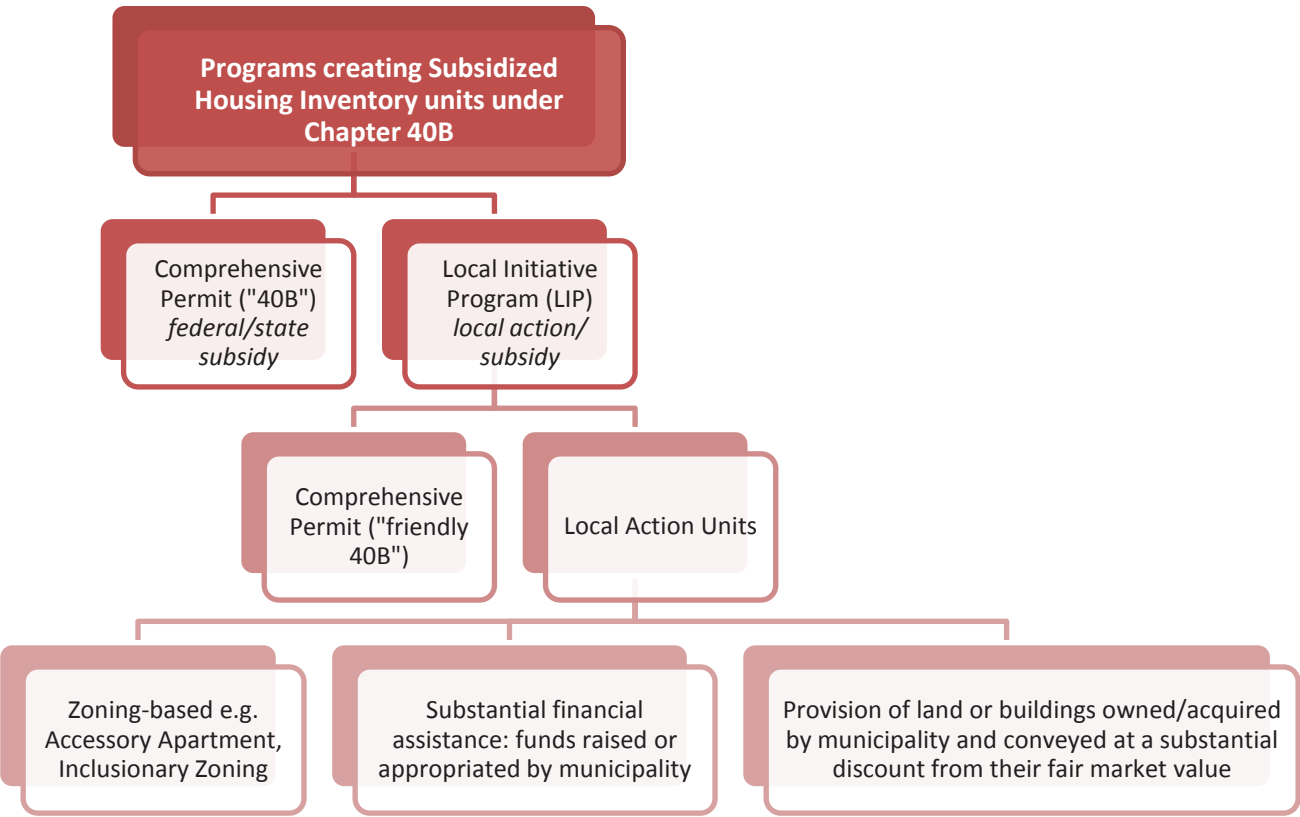 Programs creating Subsidized
Housing Inventory units under
Chapter 40B
Comprehensive
Permit ("40B")
federal/state
subsidy
Local Initiative
Program (LIP)
local action/
subsidy
Comprehensive
Permit ("friendly
40B")
Local Action Units
Zoning-based e.g.
Accessory Apartment,
Inclusionary Zoning
Substantial financial
assistance: funds raised or
appropriated by municipality
Provision of land or buildings owned/acquired
by municipality and conveyed at a substantial
discount from their fair market value